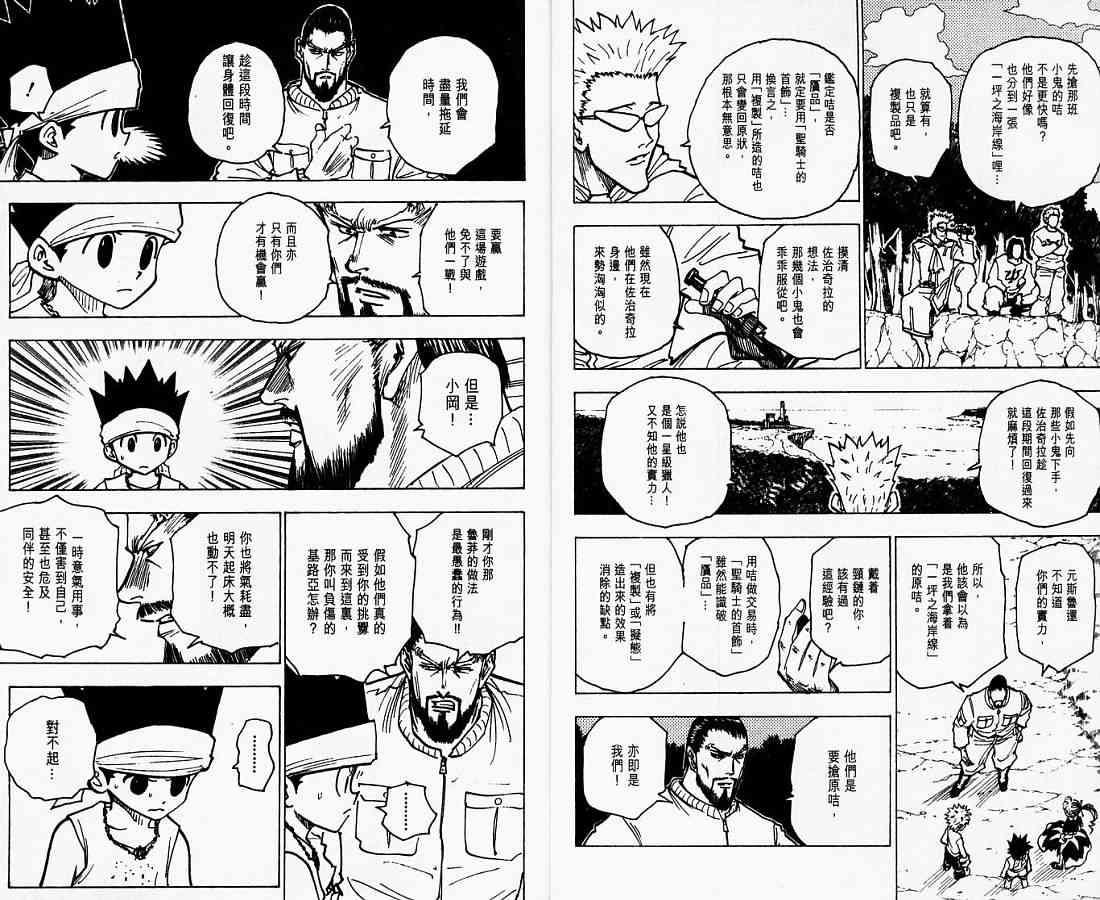 先搶那班
小鬼的咭
不是更快嗎？
他們好像
也分到一張
「一坪之海岸線」哩…
就算有，
也只是
複製品吧。
鑑定咭是否
「贗品」，
就定要用「聖騎士的
首飾」…
換言之，
用「複製」所造的咭也
只會變回原狀，
那根本無意思。
摸清
佐治奇拉的
想法，
那幾個小鬼也會
乖乖服從吧。
雖然現在
他們在佐治奇拉
身邊，
來勢洶洶似的。
假如先向
那些小鬼下手，
佐治奇拉趁
這段期間回復過來
就麻煩了！
怎說他也
是個一星級獵人！
又不知他的實力…
元斯魯還
不知道
你們的實力，
所以，
他該會以為
是我們拿着
「一坪之海岸線」
的原咭。
戴着
頸鏈的你，
該有過
這經驗吧？
用咭做交易時，
「聖騎士的首飾」
雖然能識破
「贗品」，
但也有將
「複製」或「擬態」
造出來的效果
消除的缺點。
他們是
要搶原咭，
亦即是
我們！
我們會
盡量拖延
時間，
趁這段時間
讓身體回復吧。
！
要贏
這場遊戲，
免不了與
他們一戰！
而且亦
只有你們
才有機會贏！
但是…
小岡！
剛才你那
魯莽的做法
是最愚蠢的行為！！
假如他們真的
受到你的挑釁
而來到這裏，
那你叫負傷的
基路亞怎辦？
你也將氣耗盡，
明天起床大概
也動不了！
一時意氣用事，
不僅害到自己，
甚至也危及
同伴的安全！
……
………
對不起…